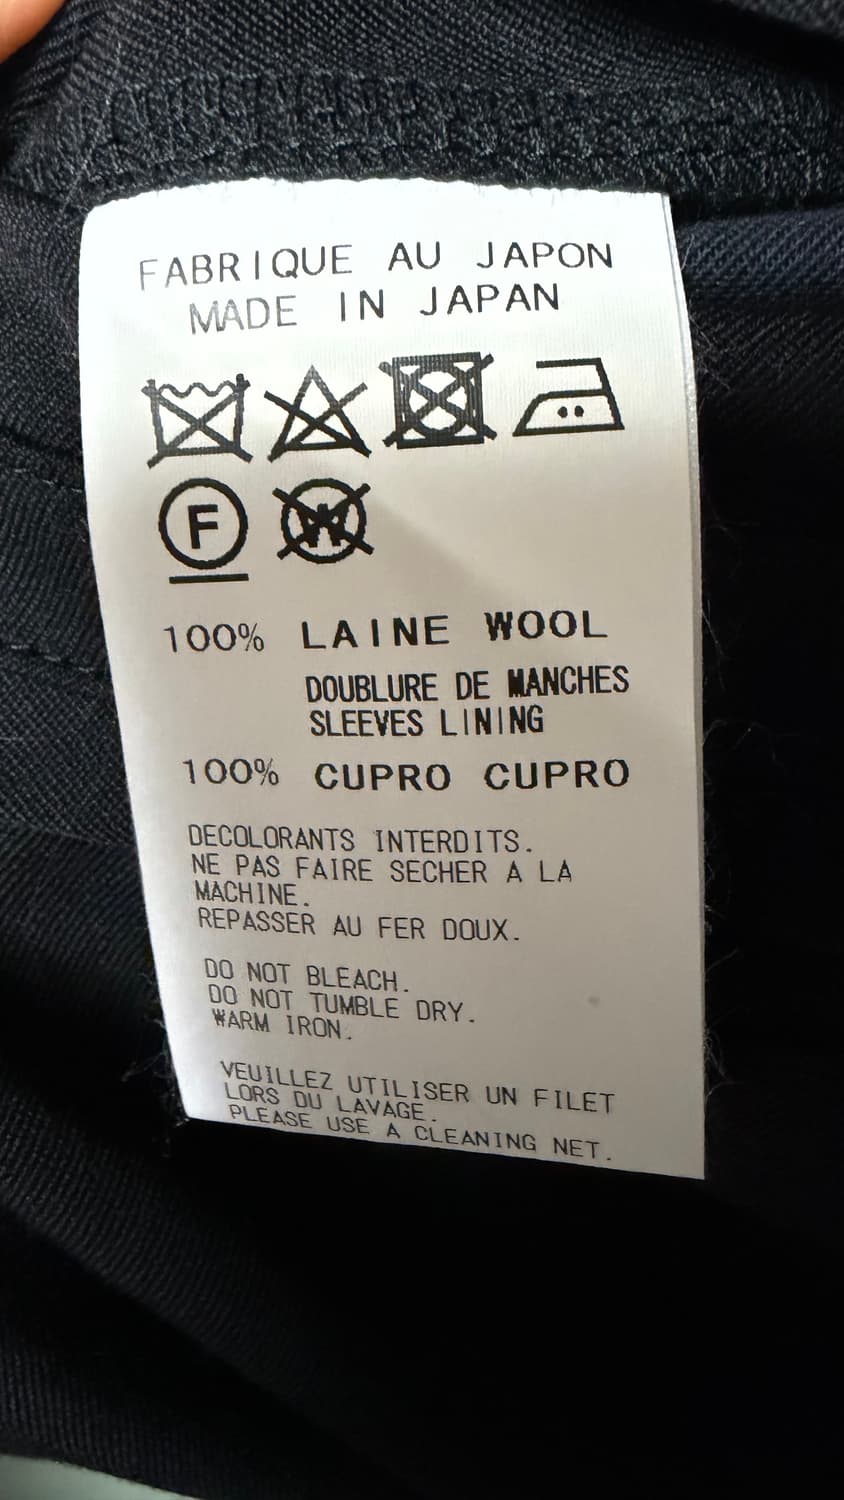 FABRIQUE AU JAPON
MADE IN JAPAN
F W
100% LAINE WOOL
DOUBLURE DE MANCHES
SLEEVES LINING
100% CUPRO CUPRO
DECOLORANTS INTERDITS.
NE PAS FAIRE SECHER A LA
MACHINE.
REPASSER AU FER DOUX.
DO NOT BLEACH.
DO NOT TUMBLE DRY.
WARM IRON.
VEUILLEZ UTILISER UN FILET
LORS DU LAVAGE.
PLEASE USE A CLEANING NET.